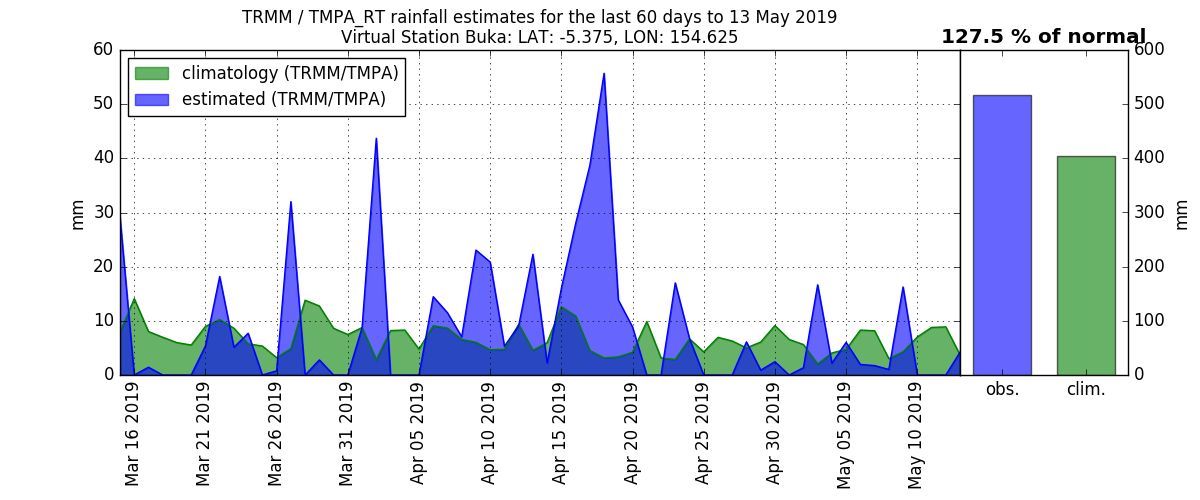 TRMM / TMPA_RT rainfall estimates for the last 60 days to 13 May 2019
Virtual Station Buka: LAT: -5.375, LON: 154.625
127.5 % of normal
climatology (TRMM/TMPA)
estimated (TRMM/TMPA)
60
50
40
30
20
10
0
mm
Mar 16 2019
Mar 21 2019
Mar 26 2019
Mar 31 2019
Apr 05 2019
Apr 10 2019
Apr 15 2019
Apr 20 2019
Apr 25 2019
Apr 30 2019
May 05 2019
May 10 2019
600
500
400
300
200
100
0
mm
obs.
clim.